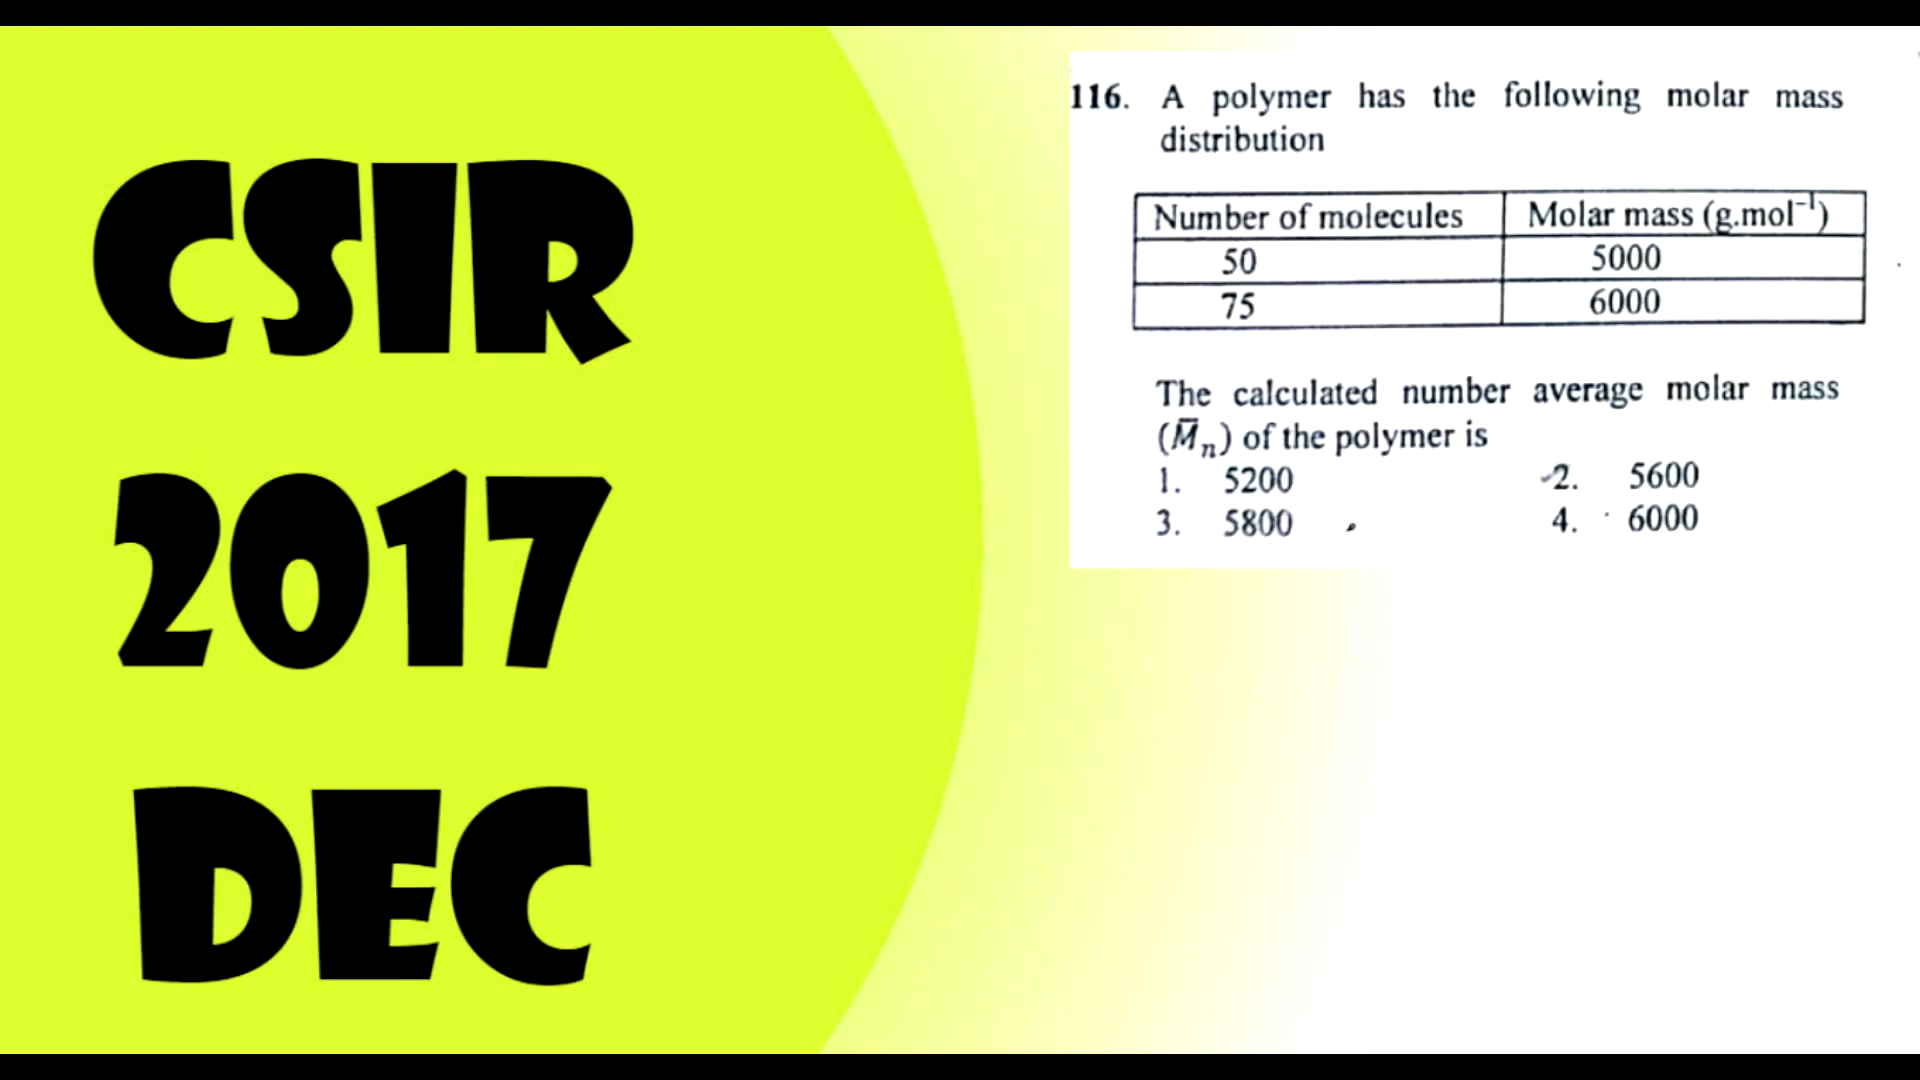 CSIR
2017
DEC
116. A polymer has the following molar mass
distribution
Number of molecules Molar mass (g.mol⁻¹)
50 5000
75 6000
The calculated number average molar mass
(M̅ₙ) of the polymer is
1. 5200 2. 5600
3. 5800 4. 6000